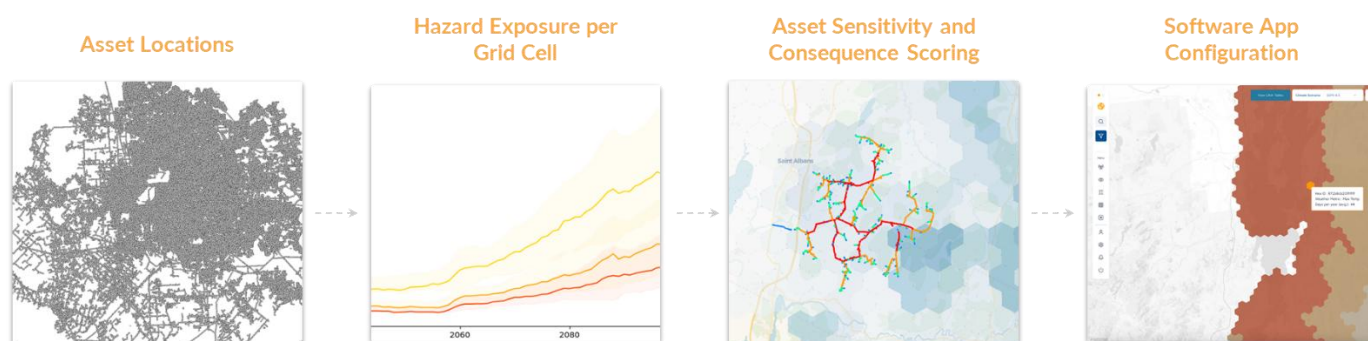 Asset Locations
Hazard Exposure per
Grid Cell
Asset Sensitivity and
Consequence Scoring
Software App
Configuration
2060
2080
Saint Albans